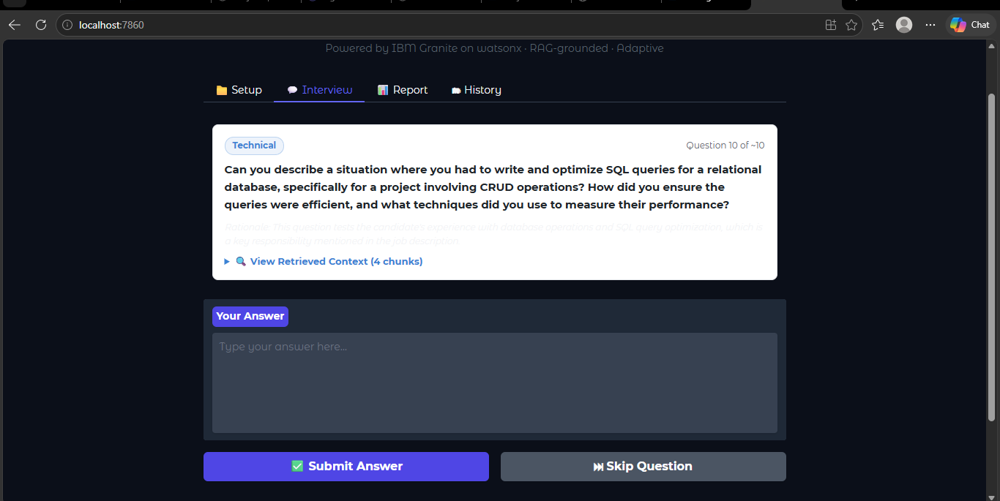 localhost:7860
Chat
Powered by IBM Granite on watsonx · RAG-grounded · Adaptive
Setup
Interview
Report
History
Technical
Question 10 of ~10
Can you describe a situation where you had to write and optimize SQL queries for a relational
database, specifically for a project involving CRUD operations? How did you ensure the
queries were efficient, and what techniques did you use to measure their performance?
Rationale: This question tests the candidate's experience with database operations and SQL query optimization, which is
a key responsibility mentioned in the job description.
View Retrieved Context (4 chunks)
Your Answer
Type your answer here...
Submit Answer
Skip Question